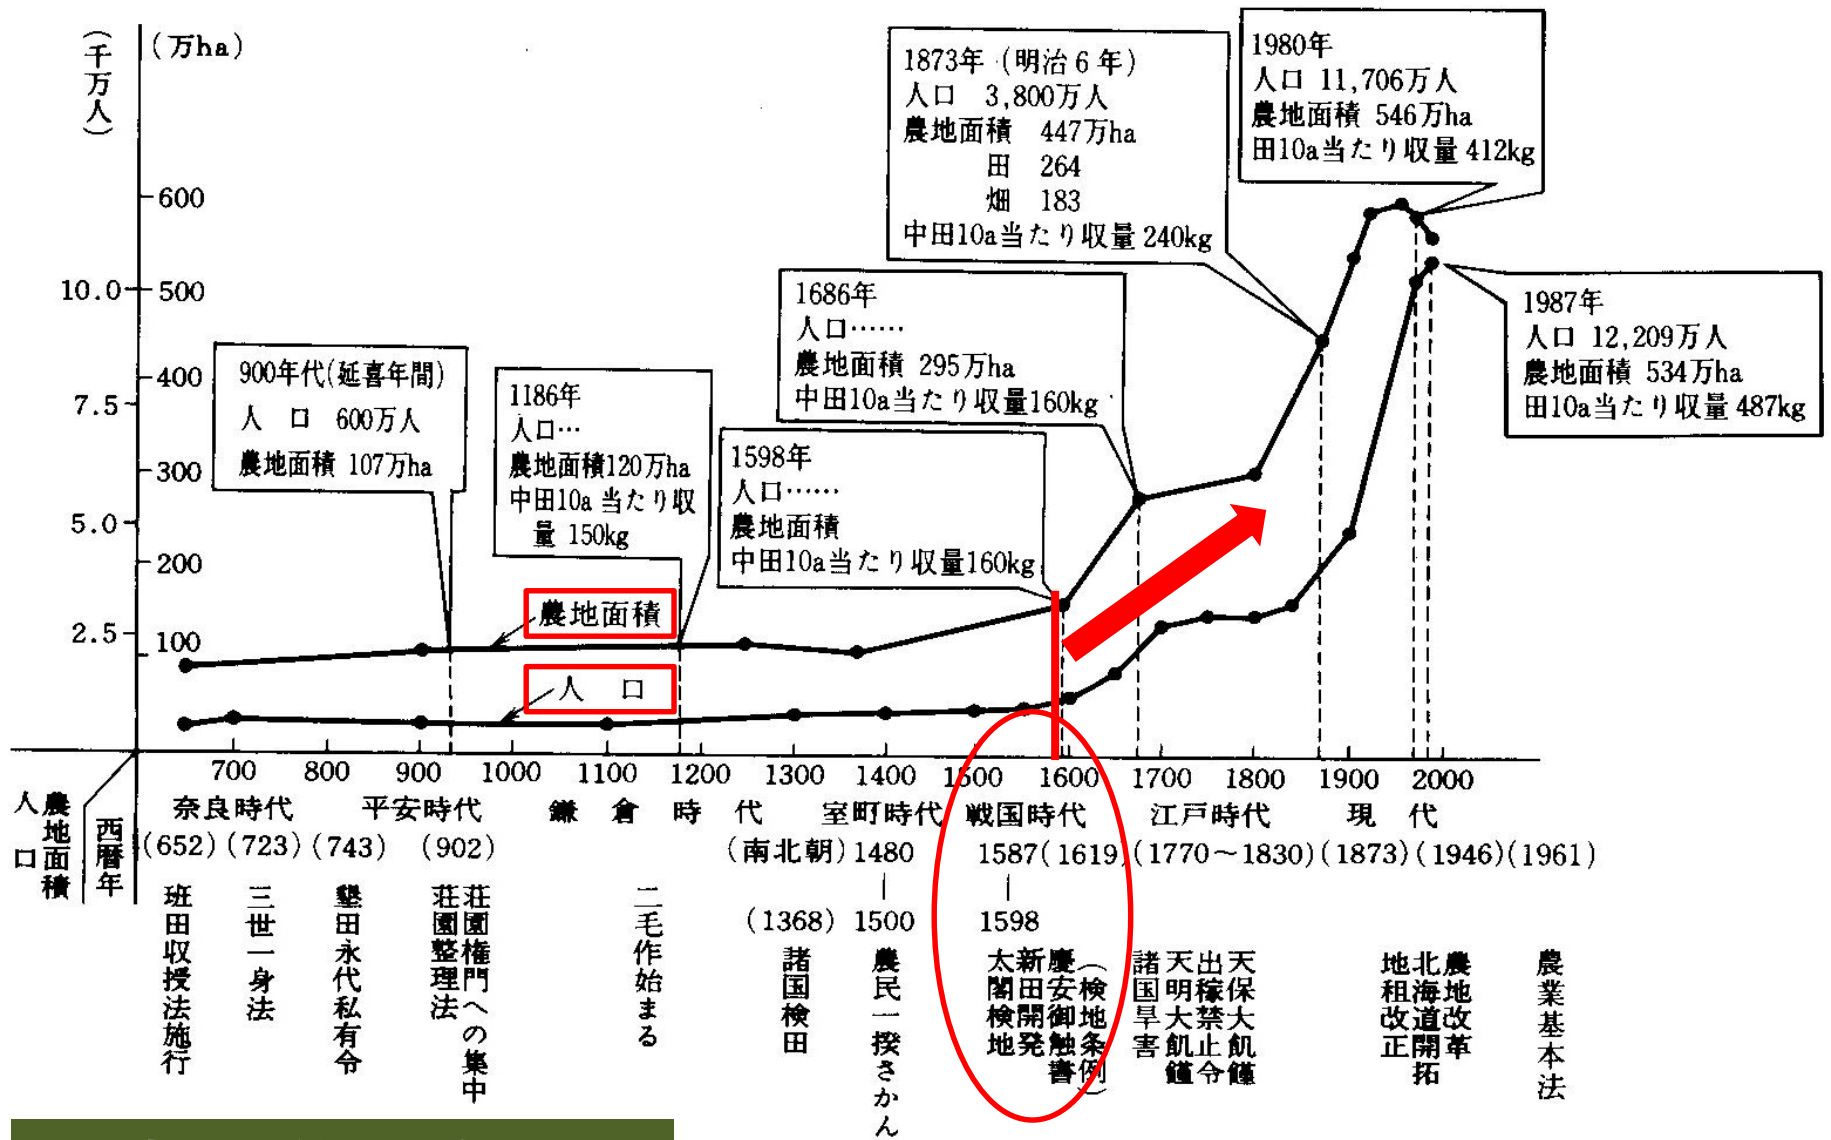 (千万人)
(万ha)
600
10.0
500
400
7.5
300
5.0
200
2.5
100
900年代(延喜年間)
人 口 600万人
農地面積 107万ha
1186年
人口…
農地面積120万ha
中田10a 当たり収
量 150kg
1598年
人口……
農地面積
中田10a当たり収量160kg
1686年
人口……
農地面積 295万ha
中田10a当たり収量160kg
1873年 (明治6年)
人口 3,800万人
農地面積 447万ha
田 264
畑 183
中田10a当たり収量 240kg
1980年
人口 11,706万人
農地面積 546万ha
田10a当たり収量 412kg
1987年
人口 12,209万人
農地面積 534万ha
田10a当たり収量 487kg
農地面積
人 口
700 800 900 1000 1100 1200 1300 1400 1500 1600 1700 1800 1900 2000
農地面積
人 口
西暦年
奈良時代 平安時代 鎌 倉 時 代 室町時代 戦国時代 江戸時代 現 代
(652) (723) (743) (902) (南北朝) 1480 1587 (1619) (1770～1830) (1873) (1946) (1961)
(1368) 1500 1598
班田収授法施行
三世一身法
墾田永代私有令
荘園整理法
荘園権門への集中
二毛作始まる
諸国検田
農民一揆さかん
太閤検地
新田開発
慶安御触書
(検地条例)
諸国旱害
天明大飢饉
出稼禁止令
天保大飢饉
地租改正
北海道開拓
農地改革
農業基本法